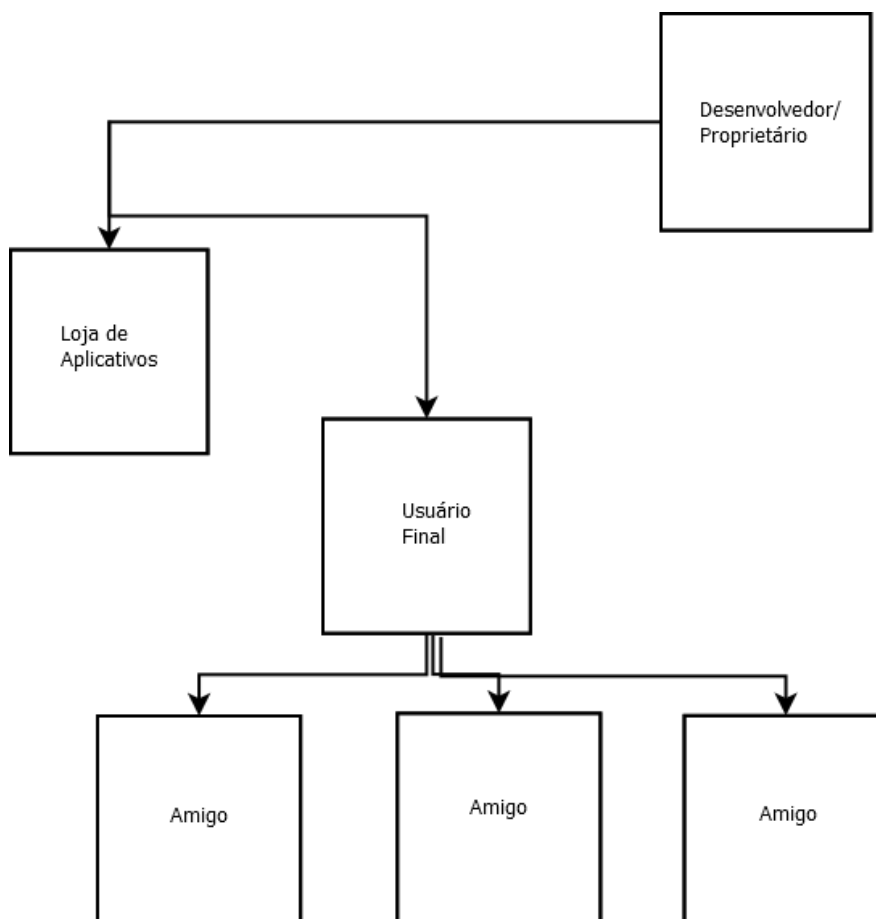 Desenvolvedor/
Proprietário
Loja de
Aplicativos
Usuário
Final
Amigo
Amigo
Amigo